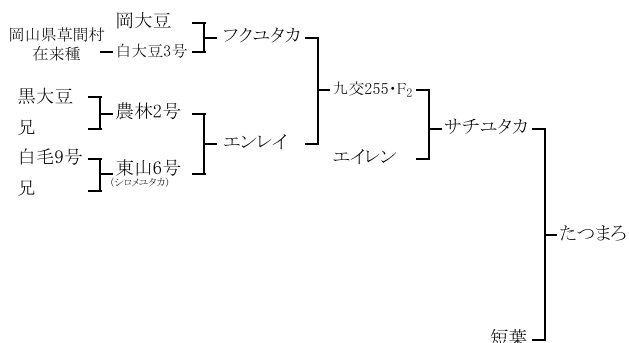 岡大豆
岡山県草間村
在来種
白大豆3号
フクユタカ
黒大豆
兄
農林2号
エンレイ
白毛9号
兄
東山6号
(シロメユタカ)
九交255・F2
エイレン
サチユタカ
たつまろ
短葉